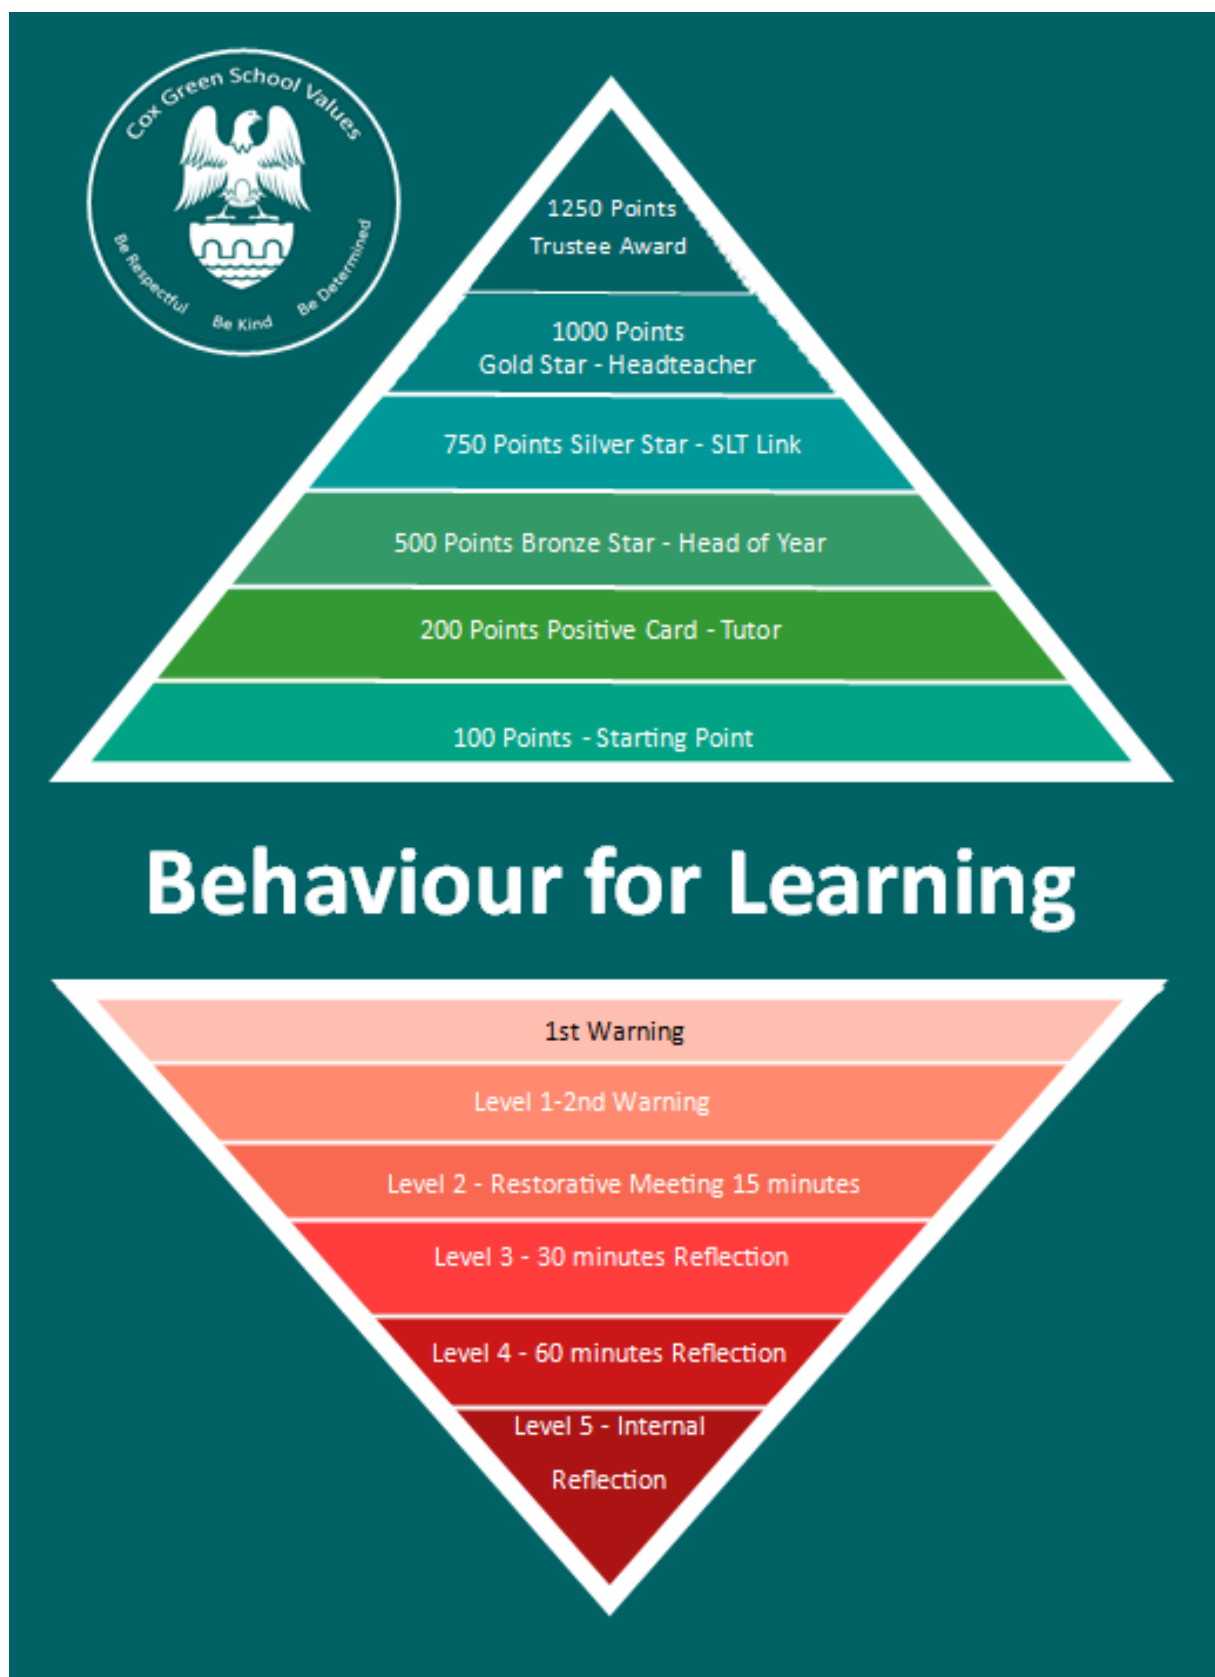 Cox Green School Values
Be Respectful Be Kind Be Determined
1250 Points
Trustee Award
1000 Points
Gold Star - Headteacher
750 Points Silver Star - SLT Link
500 Points Bronze Star - Head of Year
200 Points Positive Card - Tutor
100 Points - Starting Point
Behaviour for Learning
1st Warning
Level 1-2nd Warning
Level 2 - Restorative Meeting 15 minutes
Level 3 - 30 minutes Reflection
Level 4 - 60 minutes Reflection
Level 5 - Internal
Reflection